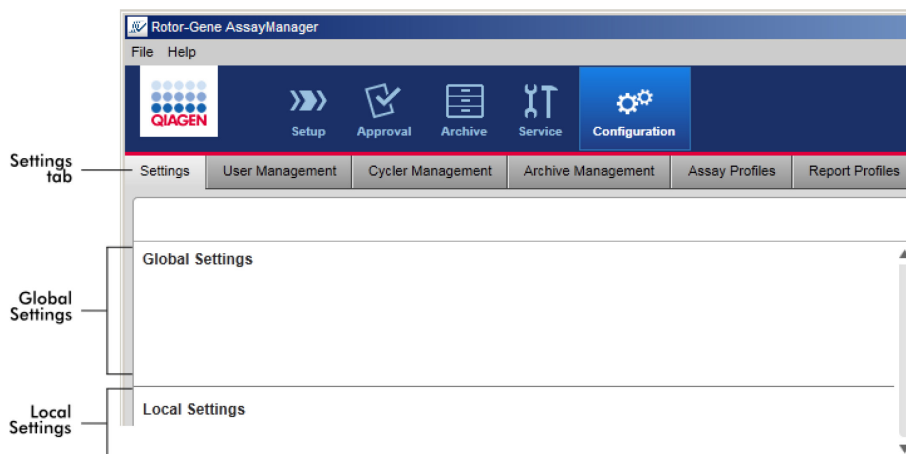 Rotor-Gene AssayManager
File Help
QIAGEN
Setup Approval Archive Service Configuration
Settings
tab
Settings User Management Cycler Management Archive Management Assay Profiles Report Profiles
Global Settings
Global
Settings
Local Settings
Local
Settings